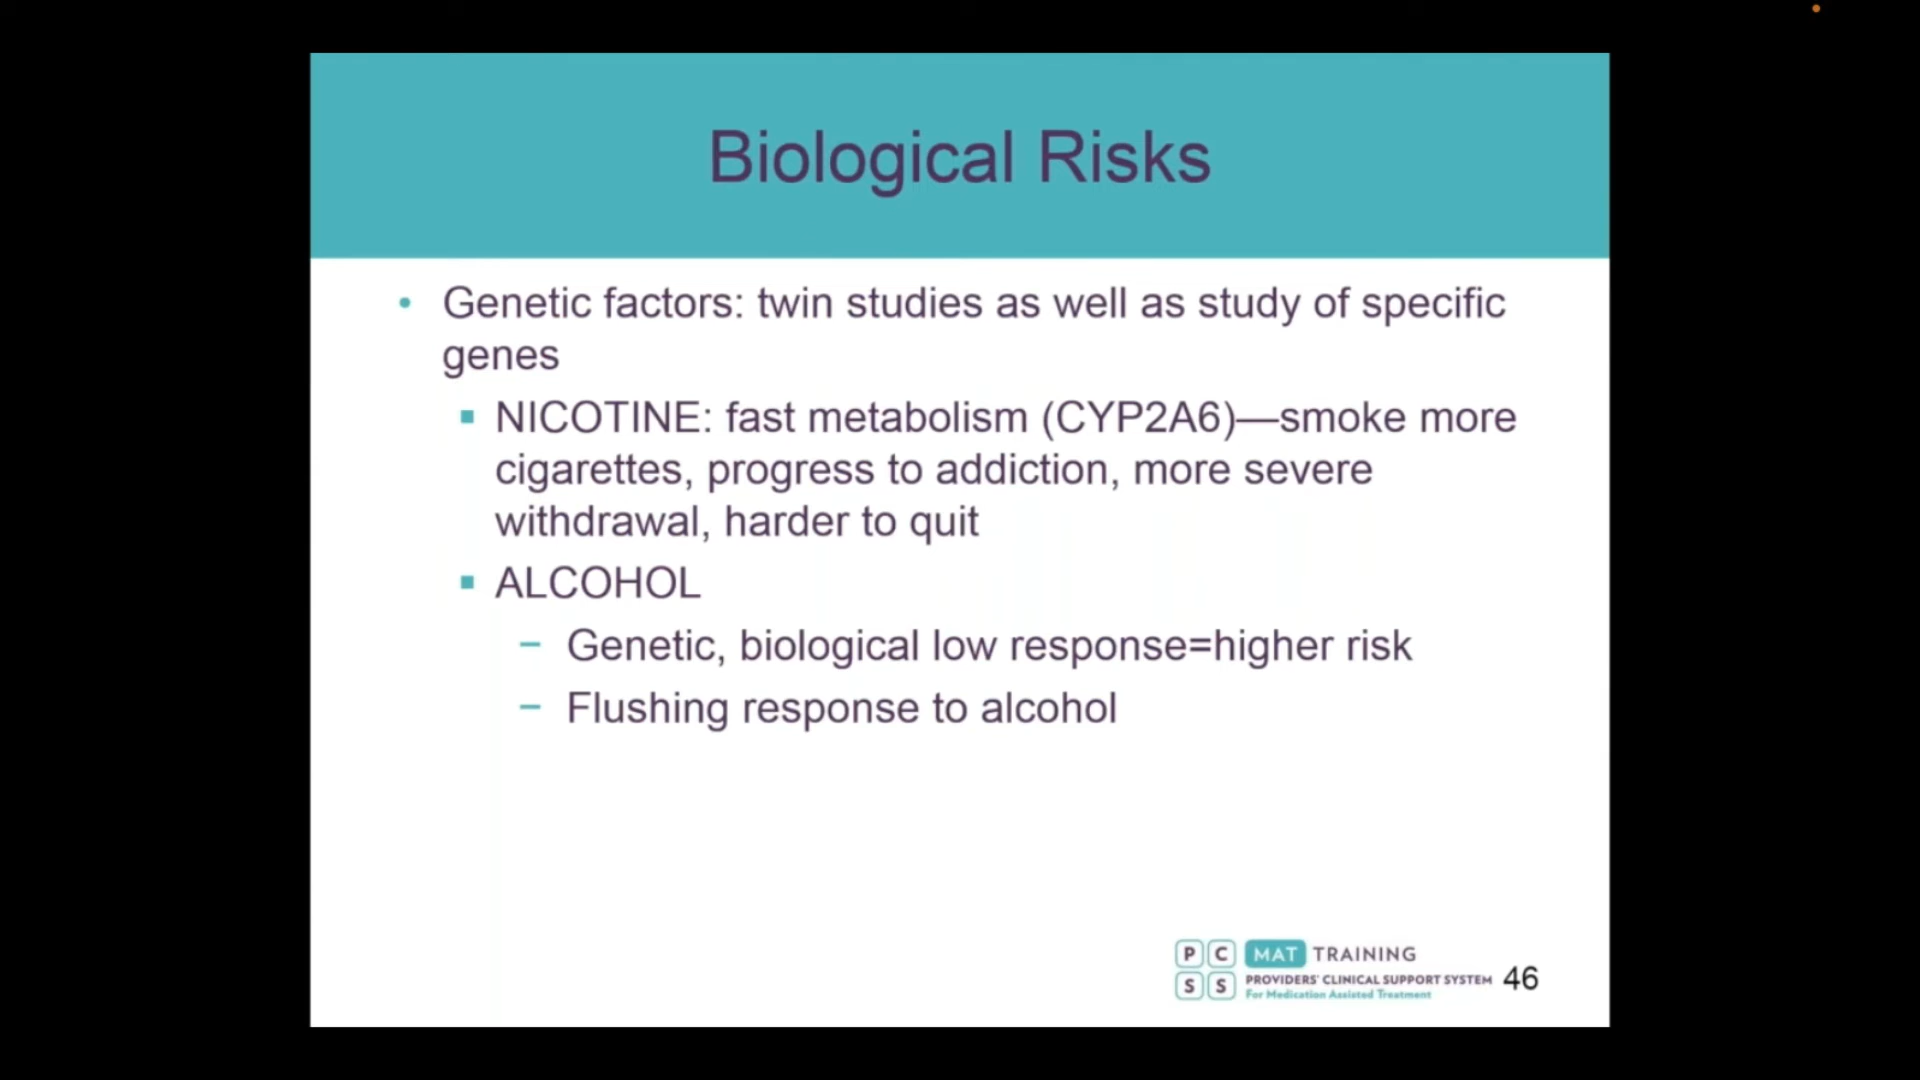 Biological Risks
• Genetic factors: twin studies as well as study of specific
genes
▪ NICOTINE: fast metabolism (CYP2A6)—smoke more
cigarettes, progress to addiction, more severe
withdrawal, harder to quit
▪ ALCOHOL
− Genetic, biological low response=higher risk
− Flushing response to alcohol
P C MAT TRAINING
S S PROVIDERS' CLINICAL SUPPORT SYSTEM 46
For Medication Assisted Treatment